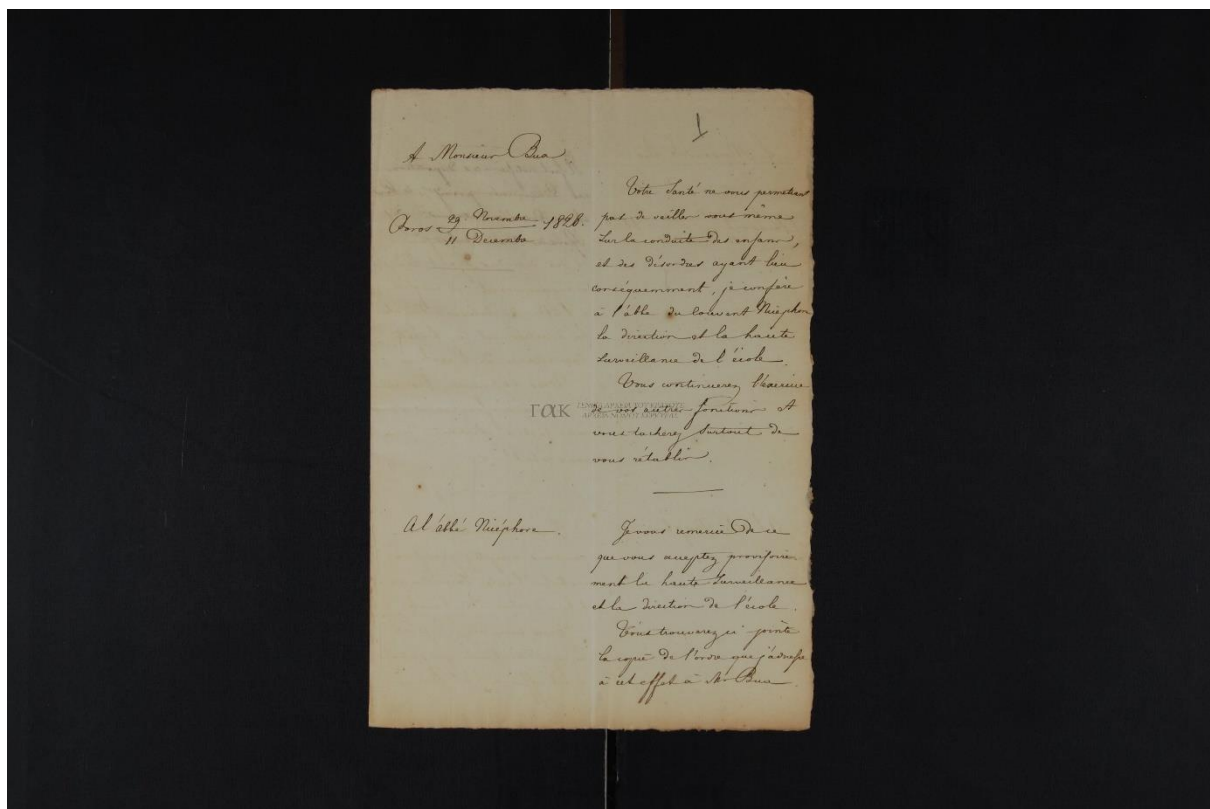 1
A Monsieur Bua
Poros 29 Novembre 1828.
11 Decembre
Votre Santé ne vous permettant
pas de veiller vous même
Sur la conduite des enfans,
et des désordres ayant lieu
conséquemment, je confère
à l'abbé du couvent Nicéphore
la direction et la haute
Surveillance de l'école.
Vous continuerez l'exercice
de vos autres fonctions et
vous tacherez surtout de
vous rétablir.
ΓΑΚ
A l'abbé Nicéphore.
Je vous remercie de ce
que vous acceptez provisoire
ment la haute Surveillance
et la direction de l'école.
Vous trouverez ci jointe
la copie de l'ordre que j'adresse
à cet effet à Mr Bua.